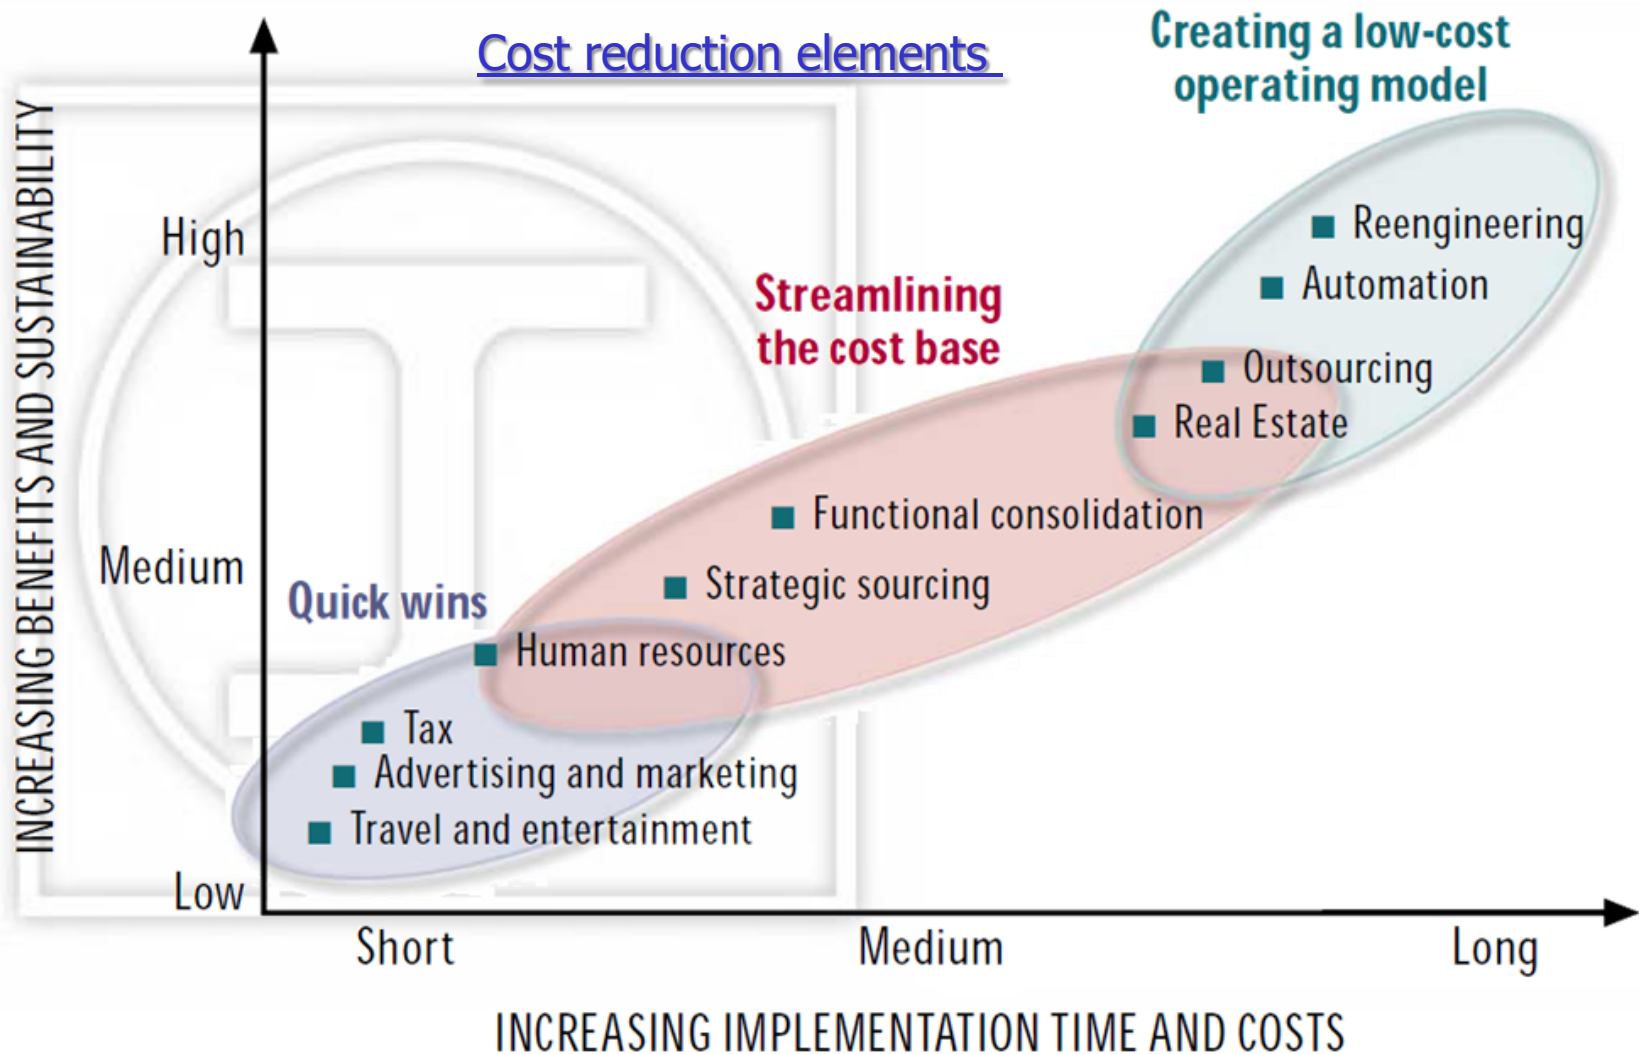 Cost reduction elements
Creating a low-cost
operating model
INCREASING BENEFITS AND SUSTAINABILITY
High
Reengineering
Automation
Streamlining
the cost base
Outsourcing
Real Estate
Functional consolidation
Medium
Strategic sourcing
Quick wins
Human resources
Tax
Advertising and marketing
Travel and entertainment
Low
Short
Medium
Long
INCREASING IMPLEMENTATION TIME AND COSTS